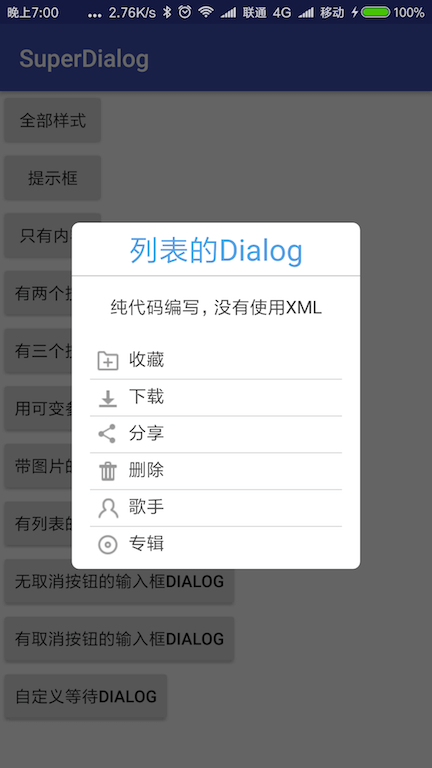 晚上7:00 ... 2.76K/s 联通 4G 移动 100%
SuperDialog
全部样式
提示框
只有内
有两个
有三个
用可变
带图片的
有列表的
无取消按钮的输入框DIALOG
有取消按钮的输入框DIALOG
自定义等待DIALOG
列表的Dialog
纯代码编写，没有使用XML
收藏
下载
分享
删除
歌手
专辑